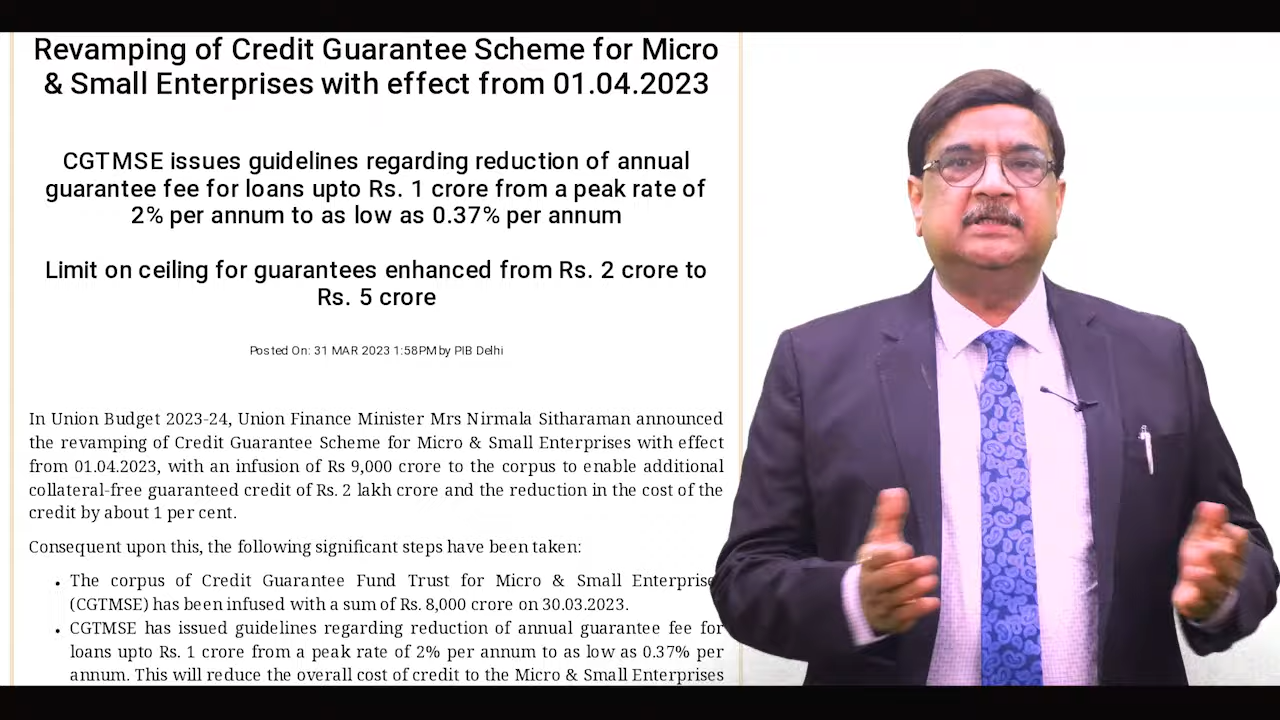 Revamping of Credit Guarantee Scheme for Micro
& Small Enterprises with effect from 01.04.2023
CGTMSE issues guidelines regarding reduction of annual
guarantee fee for loans upto Rs. 1 crore from a peak rate of
2% per annum to as low as 0.37% per annum
Limit on ceiling for guarantees enhanced from Rs. 2 crore to
Rs. 5 crore
Posted On: 31 MAR 2023 1:58PM by PIB Delhi
In Union Budget 2023-24, Union Finance Minister Mrs Nirmala Sitharaman announced
the revamping of Credit Guarantee Scheme for Micro & Small Enterprises with effect
from 01.04.2023, with an infusion of Rs 9,000 crore to the corpus to enable additional
collateral-free guaranteed credit of Rs. 2 lakh crore and the reduction in the cost of the
credit by about 1 per cent.
Consequent upon this, the following significant steps have been taken:
• The corpus of Credit Guarantee Fund Trust for Micro & Small Enterprise
(CGTMSE) has been infused with a sum of Rs. 8,000 crore on 30.03.2023.
• CGTMSE has issued guidelines regarding reduction of annual guarantee fee for
loans upto Rs. 1 crore from a peak rate of 2% per annum to as low as 0.37% per
annum. This will reduce the overall cost of credit to the Micro & Small Enterprises